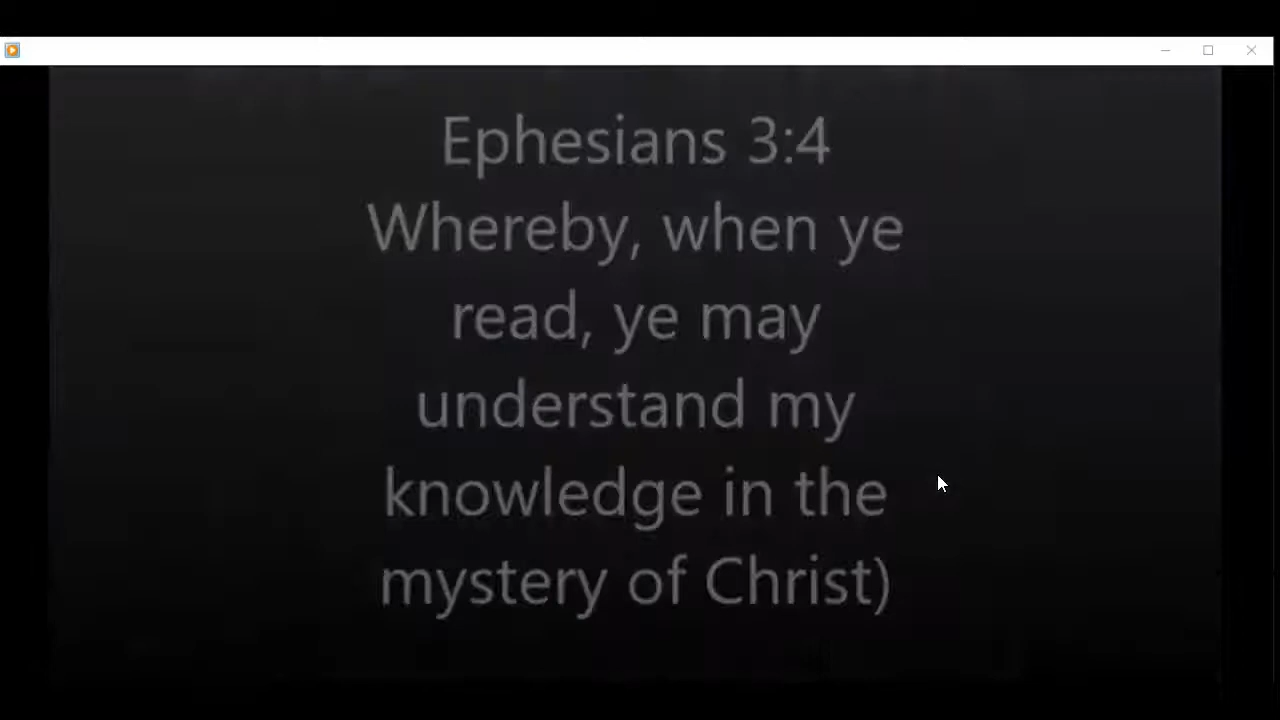 Ephesians 3:4
Whereby, when ye
read, ye may
understand my
knowledge in the
mystery of Christ)